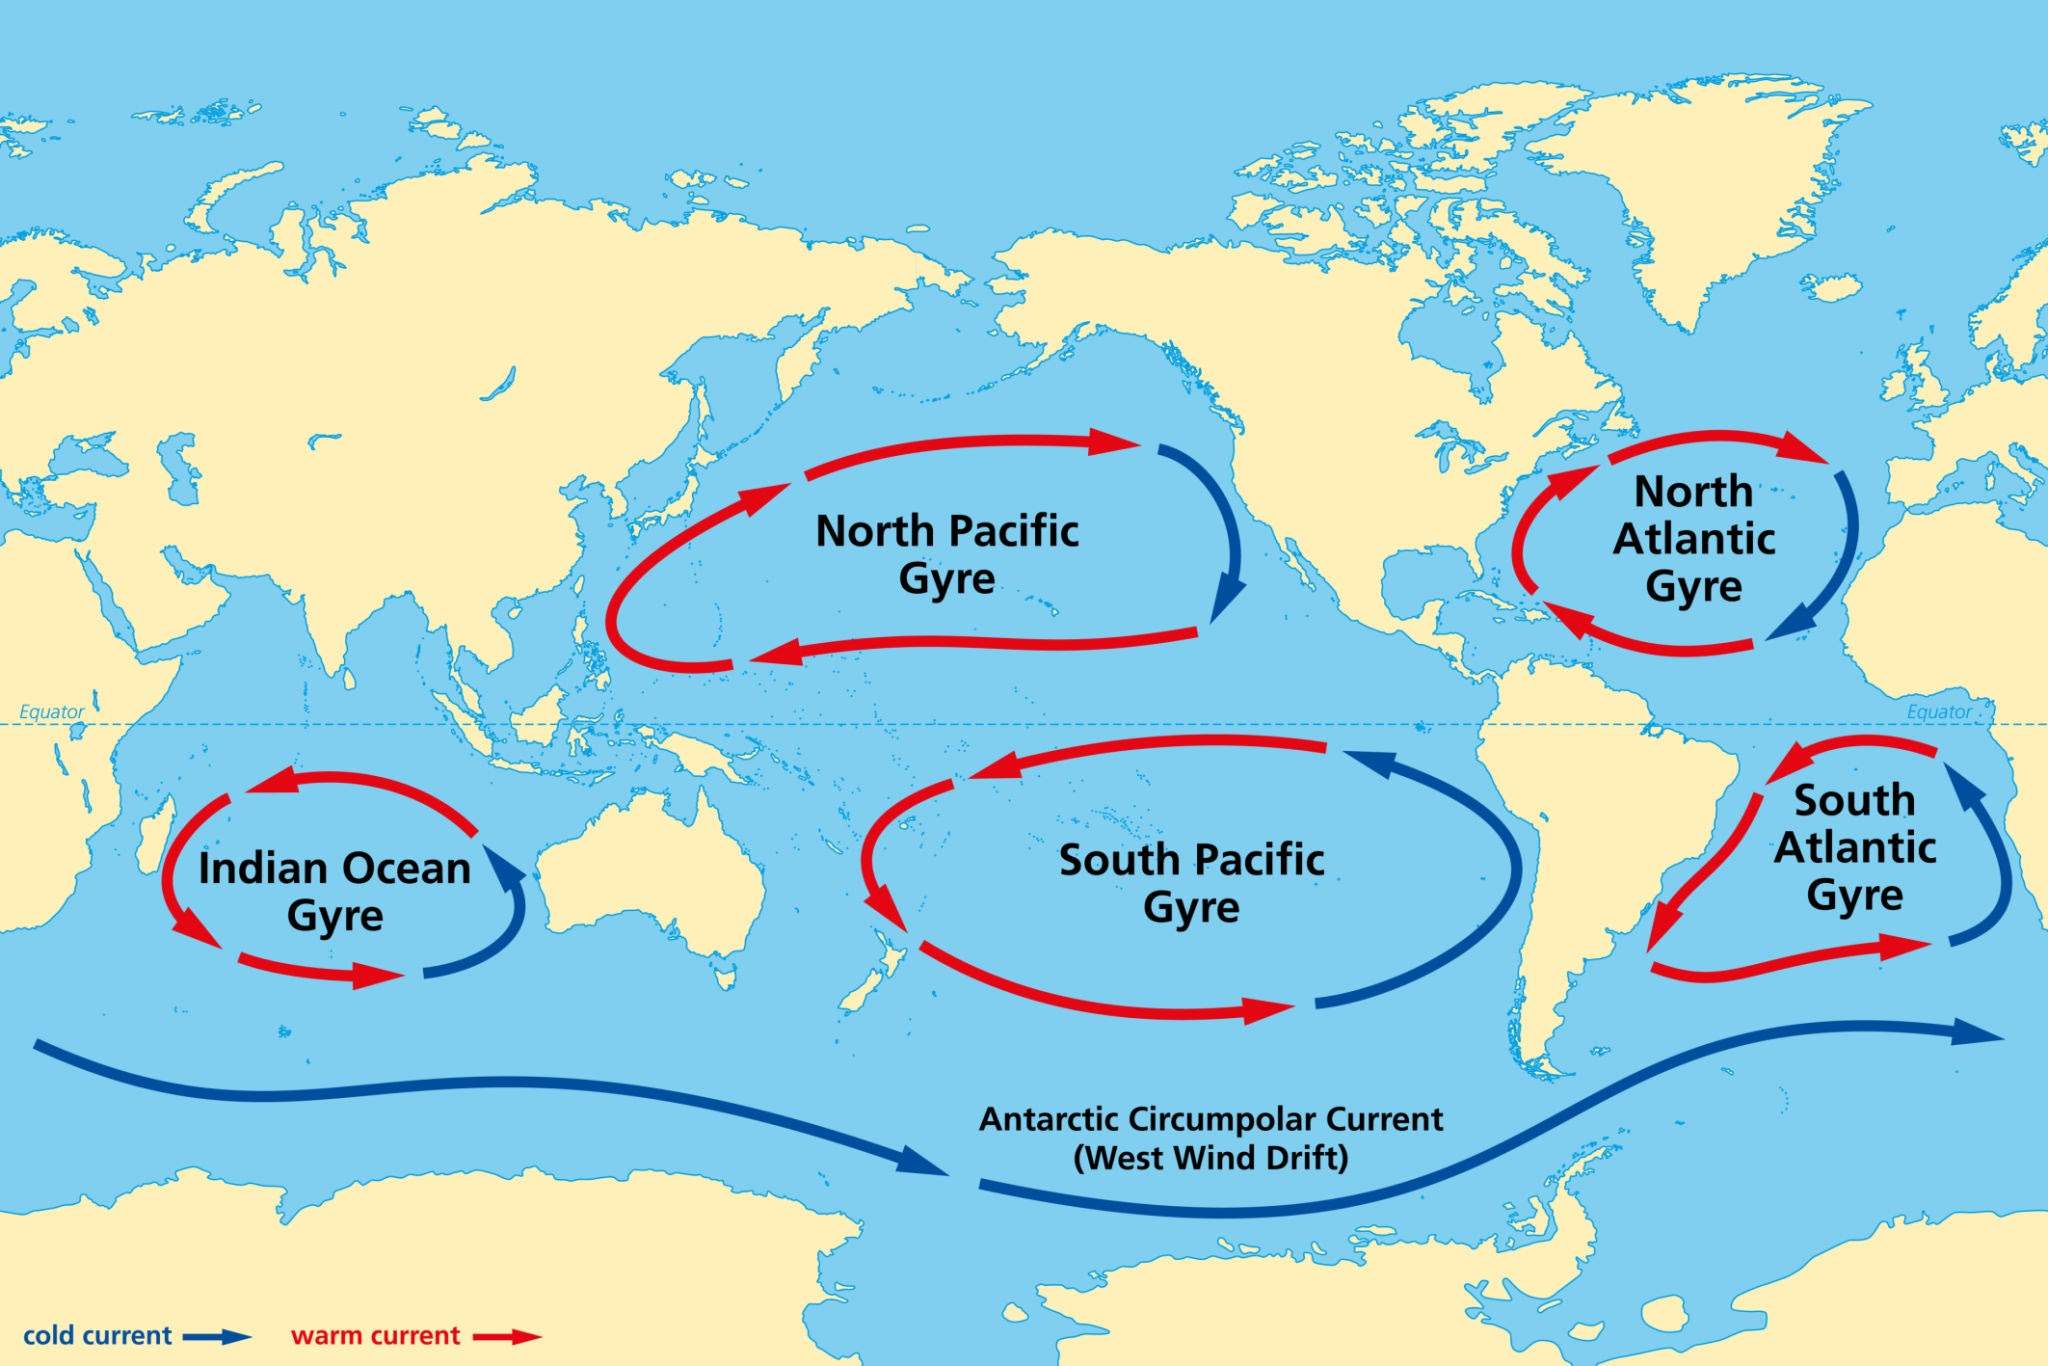 North Pacific
Gyre
North
Atlantic
Gyre
Equator
Equator
Indian Ocean
Gyre
South Pacific
Gyre
South
Atlantic
Gyre
Antarctic Circumpolar Current
(West Wind Drift)
cold current
warm current